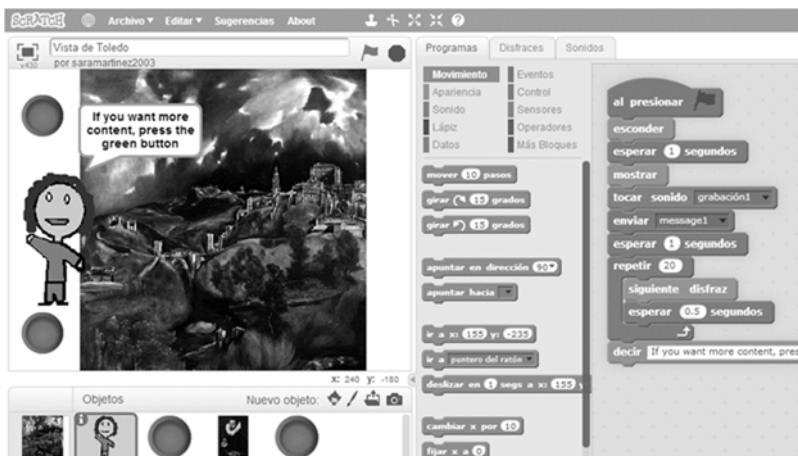 SCRATCH Archivo Editar Sugerencias About
Vista de Toledo
v430 por saramartinez2003
If you want more
content, press the
green button
x: 240 y: -180
Objetos Nuevo objeto:
Programas Disfraces Sonidos
Movimiento Eventos
Apariencia Control
Sonido Sensores
Lápiz Operadores
Datos Más Bloques
mover 10 pasos
girar 15 grados
girar 15 grados
apuntar en dirección 90
apuntar hacia
ir a x: 155 y: -235
ir a puntero del ratón
deslizar en 1 segs a x: 155 y
cambiar x por 10
fijar x a 0
al presionar
esconder
esperar 1 segundos
mostrar
tocar sonido grabación1
enviar message1
esperar 1 segundos
repetir 20
siguiente disfraz
esperar 0.5 segundos
decir If you want more content, pres